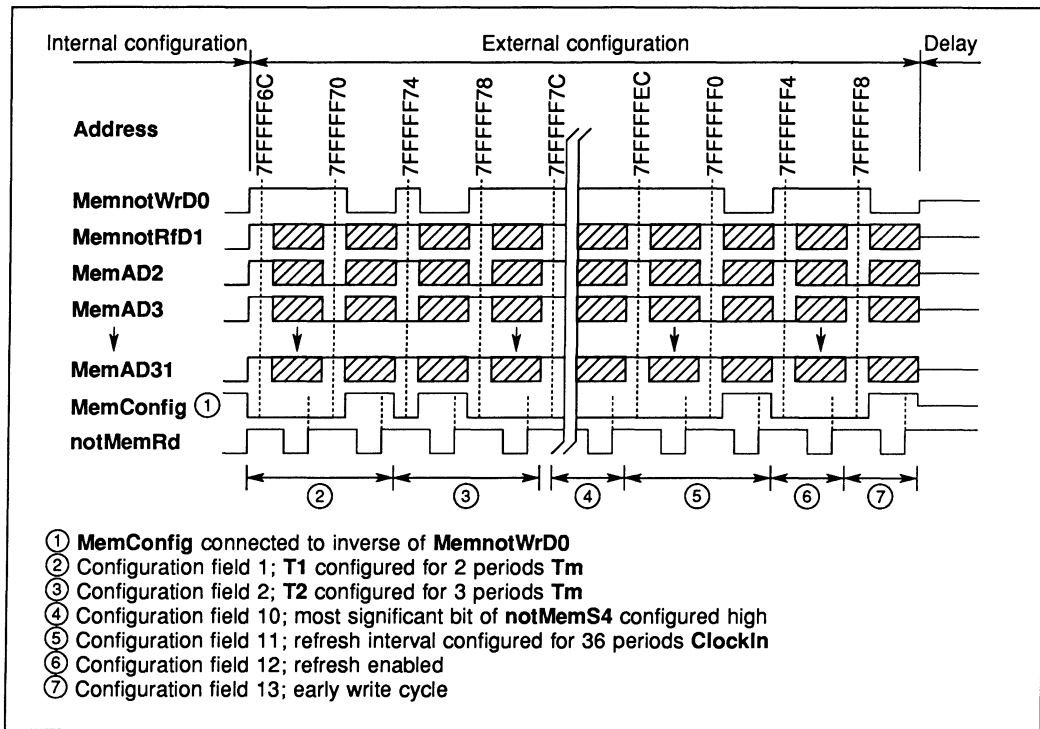 Internal configuration External configuration Delay
Address 7FFFFF6C 7FFFFF70 7FFFFF74 7FFFFF78 7FFFFF7C 7FFFFFEC 7FFFFFF0 7FFFFFF4 7FFFFFF8
MemnotWrD0
MemnotRfD1
MemAD2
MemAD3
MemAD31
MemConfig ①
notMemRd
② ③ ④ ⑤ ⑥ ⑦
① MemConfig connected to inverse of MemnotWrD0
② Configuration field 1; T1 configured for 2 periods Tm
③ Configuration field 2; T2 configured for 3 periods Tm
④ Configuration field 10; most significant bit of notMemS4 configured high
⑤ Configuration field 11; refresh interval configured for 36 periods ClockIn
⑥ Configuration field 12; refresh enabled
⑦ Configuration field 13; early write cycle